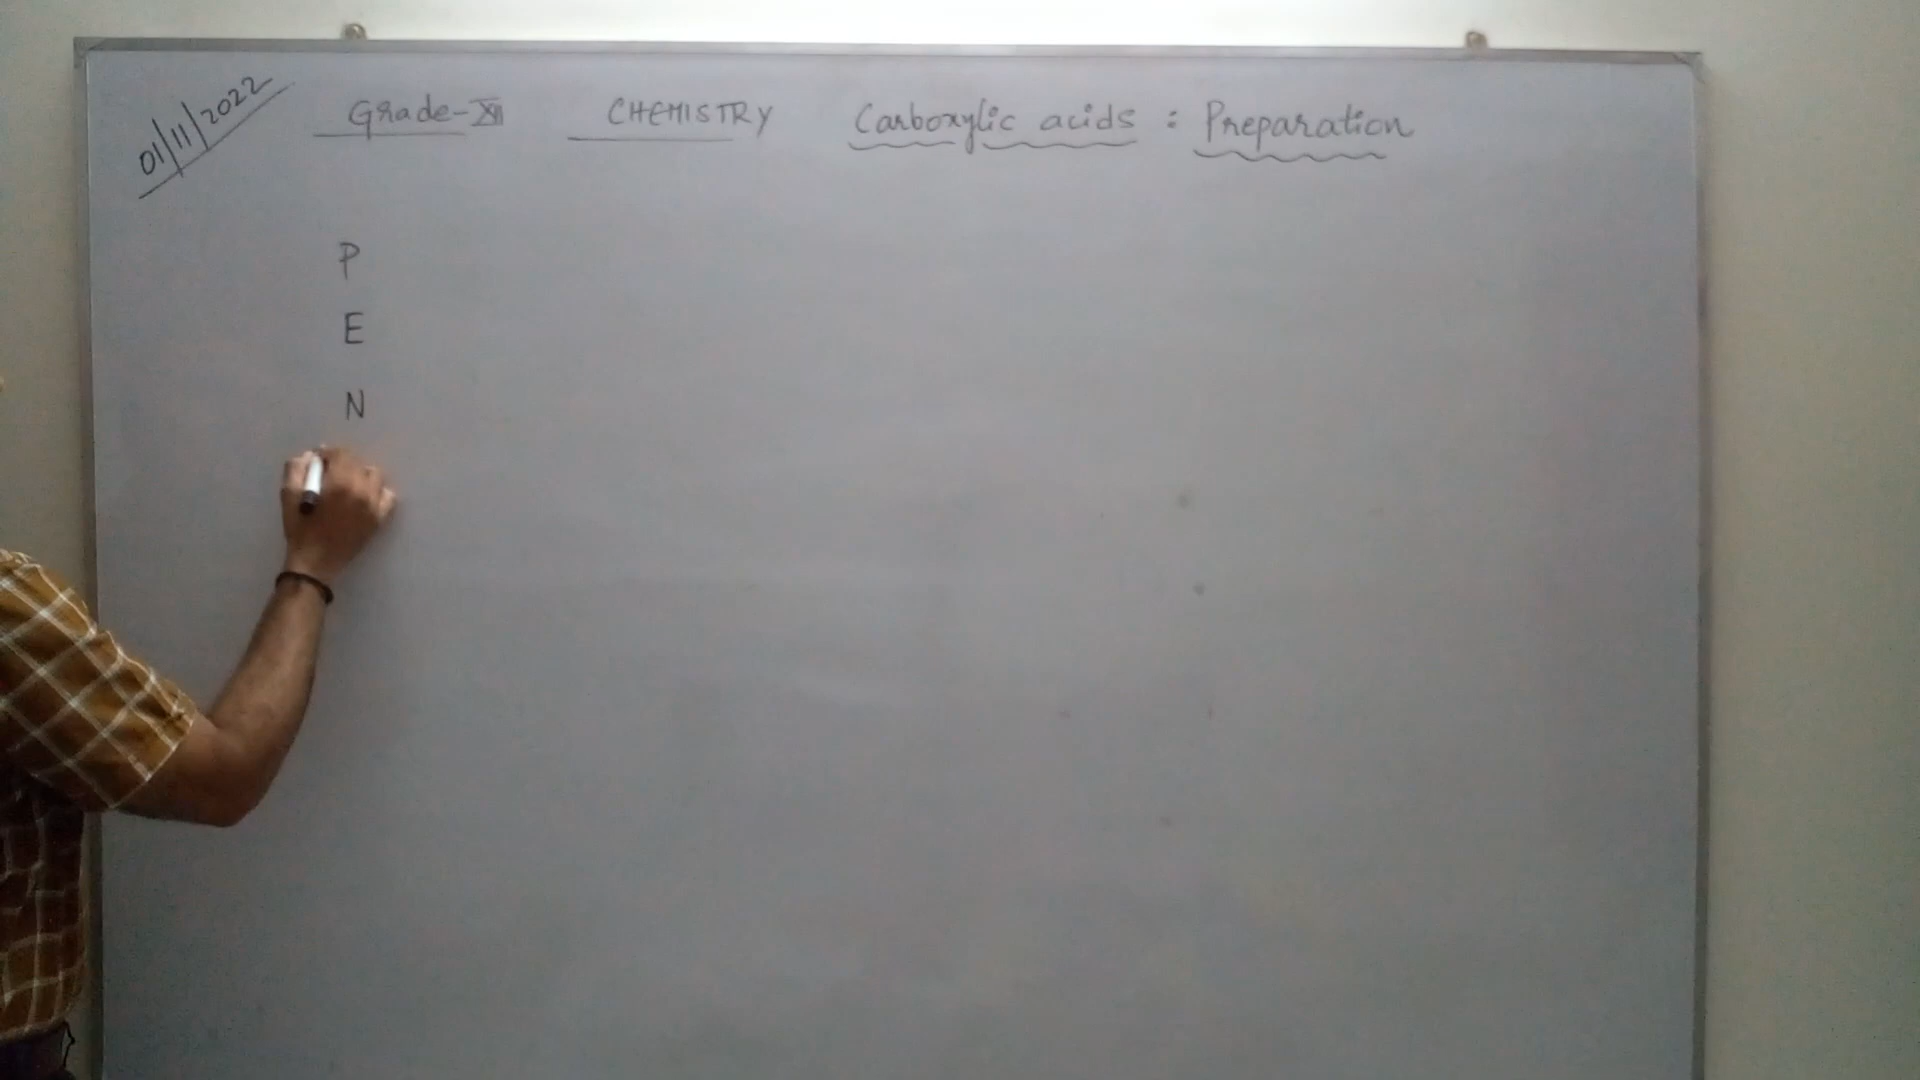 01/11/2022
Grade-XII CHEMISTRY Carboxylic acids : Preparation
P
E
N